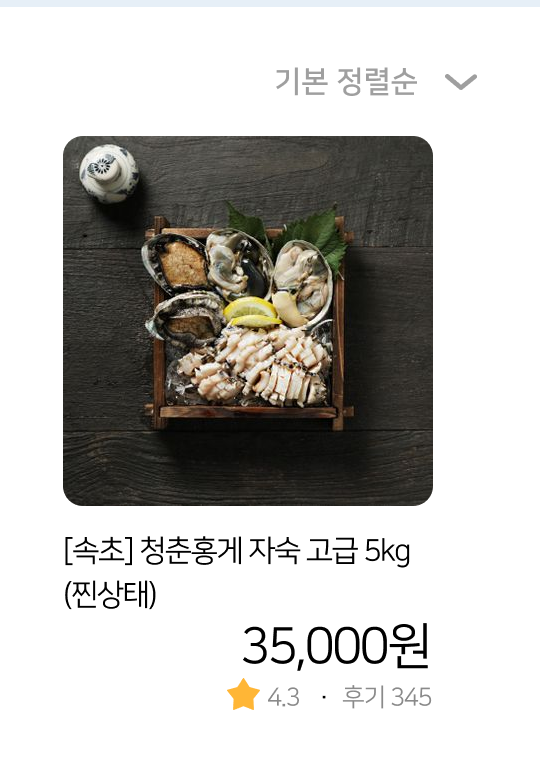 기본 정렬순
[속초] 청춘홍게 자숙 고급 5kg
(찐상태)
35,000원
4.3 · 후기 345